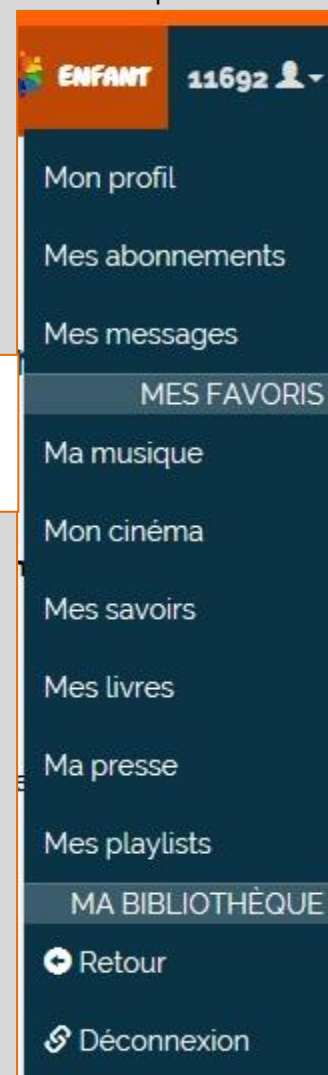 ENFANT 11692
Mon profil
Mes abonnements
Mes messages
MES FAVORIS
Ma musique
Mon cinéma
Mes savoirs
Mes livres
Ma presse
Mes playlists
MA BIBLIOTHÈQUE
Retour
Déconnexion